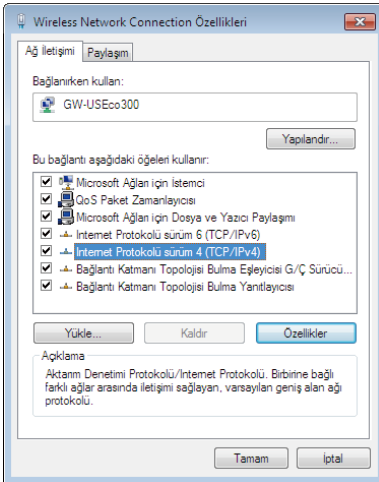 Wireless Network Connection Özellikleri
Ağ İletişimi Paylaşım
Bağlanırken kullan:
GW-USEco300
Yapılandır...
Bu bağlantı aşağıdaki öğeleri kullanır:
Microsoft Ağları için İstemci
QoS Paket Zamanlayıcısı
Microsoft Ağları için Dosya ve Yazıcı Paylaşımı
Internet Protokolü sürüm 6 (TCP/IPv6)
Internet Protokolü sürüm 4 (TCP/IPv4)
Bağlantı Katmanı Topolojisi Bulma Eşleyicisi G/Ç Sürücü...
Bağlantı Katmanı Topolojisi Bulma Yanıtlayıcısı
Yükle... Kaldır Özellikler
Açıklama
Aktarım Denetimi Protokolü/Internet Protokolü. Birbirine bağlı
farklı ağlar arasında iletişimi sağlayan, varsayılan geniş alan ağı
protokolü.
Tamam İptal